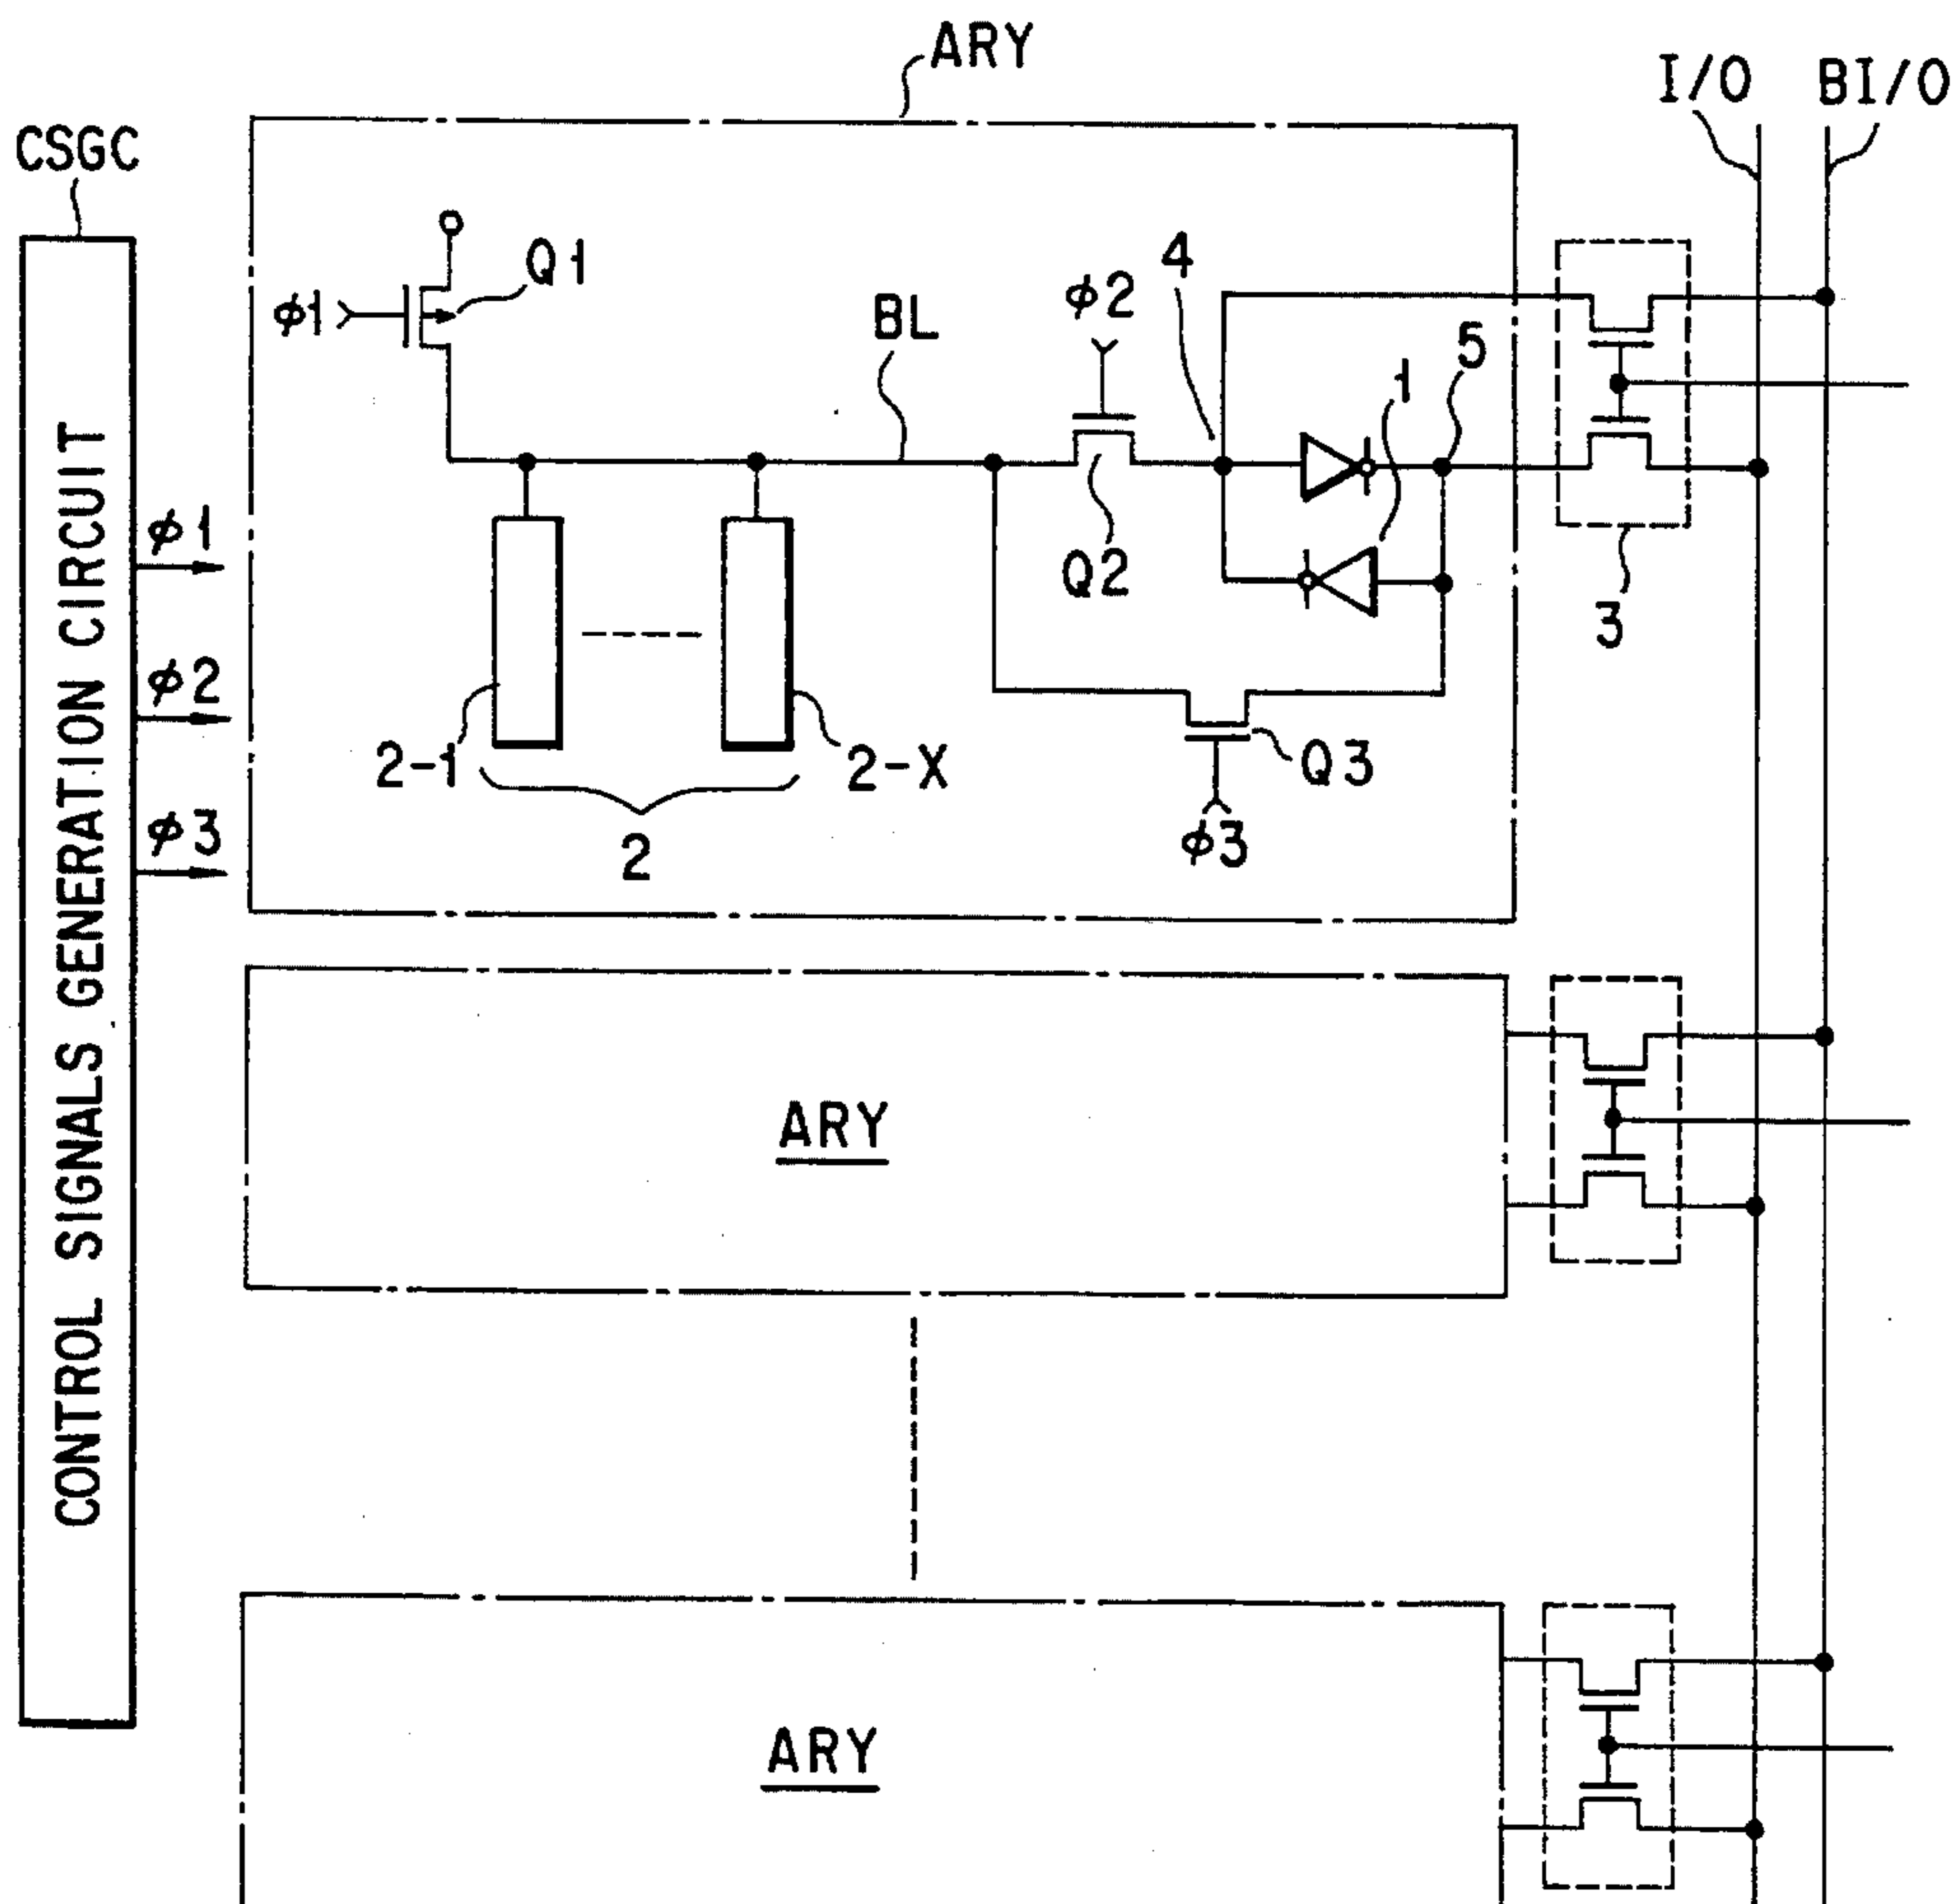 ARY
I/O
BI/O
CSGC
Q1
ϕ1
BL
ϕ2
4
5
1
Q2
3
ϕ1
ϕ2
ϕ3
2-1
2-X
2
Q3
ϕ3
CONTROL SIGNALS GENERATION CIRCUIT
ARY
ARY